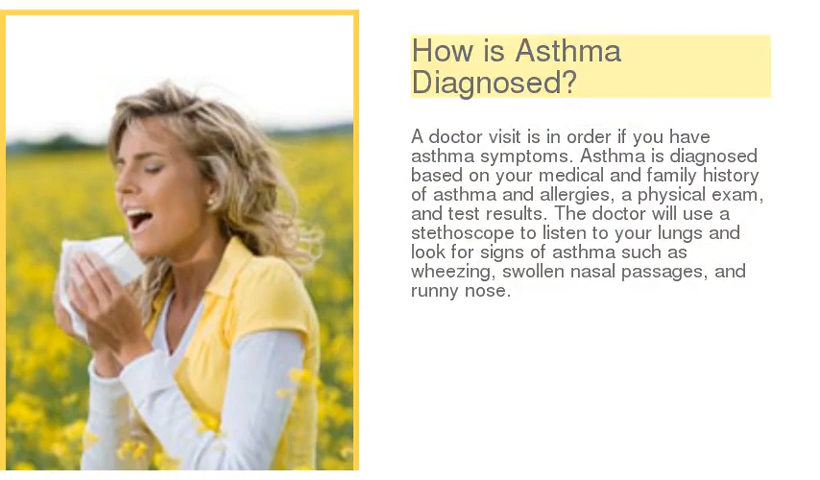 How is Asthma
Diagnosed?
A doctor visit is in order if you have
asthma symptoms. Asthma is diagnosed
based on your medical and family history
of asthma and allergies, a physical exam,
and test results. The doctor will use a
stethoscope to listen to your lungs and
look for signs of asthma such as
wheezing, swollen nasal passages, and
runny nose.